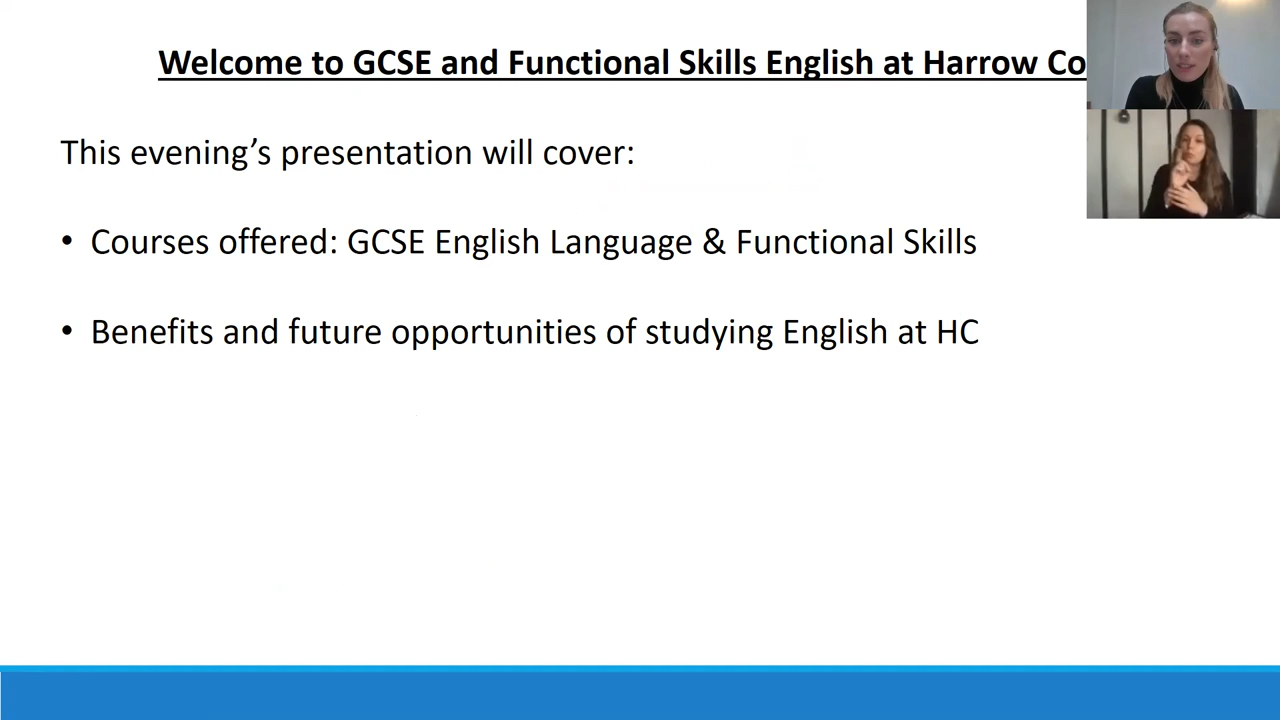 Welcome to GCSE and Functional Skills English at Harrow Co
This evening’s presentation will cover:
• Courses offered: GCSE English Language & Functional Skills
• Benefits and future opportunities of studying English at HC